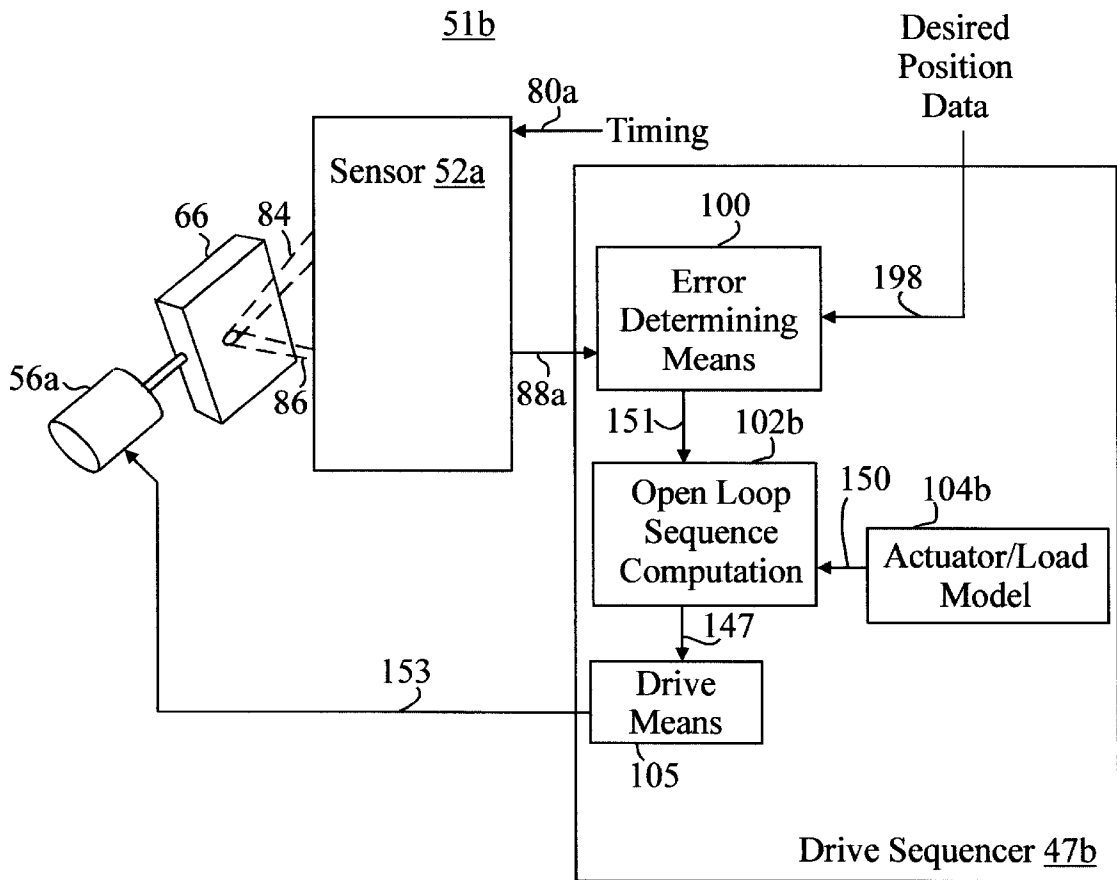 51b
Desired
Position
Data
80a
Timing
Sensor 52a
66
84
100
Error
Determining
Means
198
56a
86
88a
151
102b
Open Loop
Sequence
Computation
150
104b
Actuator/Load
Model
147
153
Drive
Means
105
Drive Sequencer 47b